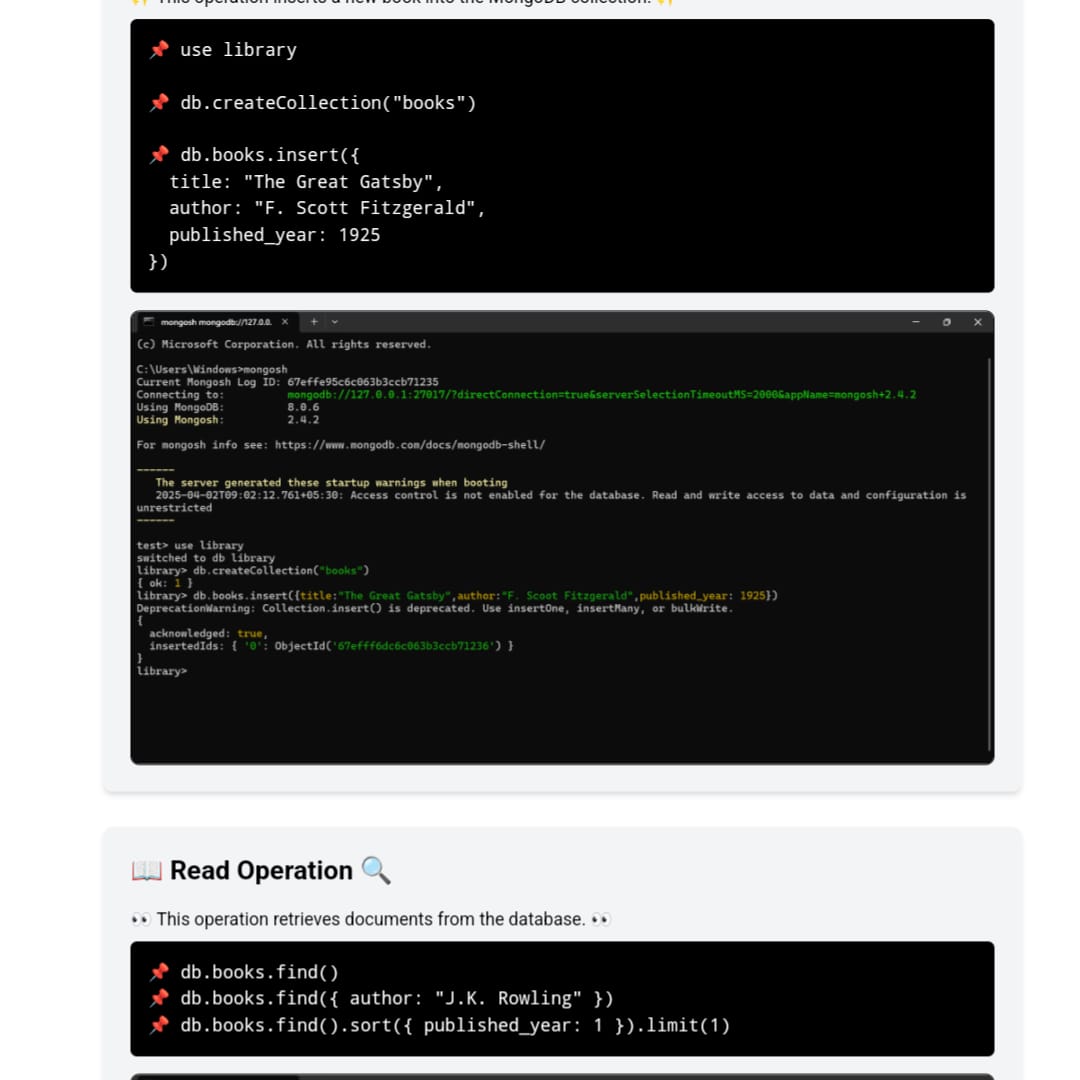 ✨ This operation inserts a new book into the MongoDB collection. ✨
📌 use library
📌 db.createCollection("books")
📌 db.books.insert({
title: "The Great Gatsby",
author: "F. Scott Fitzgerald",
published_year: 1925
})
mongosh mongodb://127.0.0.
(c) Microsoft Corporation. All rights reserved.
C:\Users\Windows>mongosh
Current Mongosh Log ID: 67effe95c6c063b3ccb71235
Connecting to: mongodb://127.0.0.1:27017/?directConnection=true&serverSelectionTimeoutMS=2000&appName=mongosh+2.4.2
Using MongoDB: 8.0.6
Using Mongosh: 2.4.2
For mongosh info see: https://www.mongodb.com/docs/mongodb-shell/
------
The server generated these startup warnings when booting
2025-04-02T09:02:12.761+05:30: Access control is not enabled for the database. Read and write access to data and configuration is
unrestricted
------
test> use library
switched to db library
library> db.createCollection("books")
{ ok: 1 }
library> db.books.insert({title:"The Great Gatsby",author:"F. Scoot Fitzgerald",published_year: 1925})
DeprecationWarning: Collection.insert() is deprecated. Use insertOne, insertMany, or bulkWrite.
{
acknowledged: true,
insertedIds: { '0': ObjectId('67efff6dc6c063b3ccb71236') }
}
library>
📖 Read Operation 🔍
👀 This operation retrieves documents from the database. 👀
📌 db.books.find()
📌 db.books.find({ author: "J.K. Rowling" })
📌 db.books.find().sort({ published_year: 1 }).limit(1)